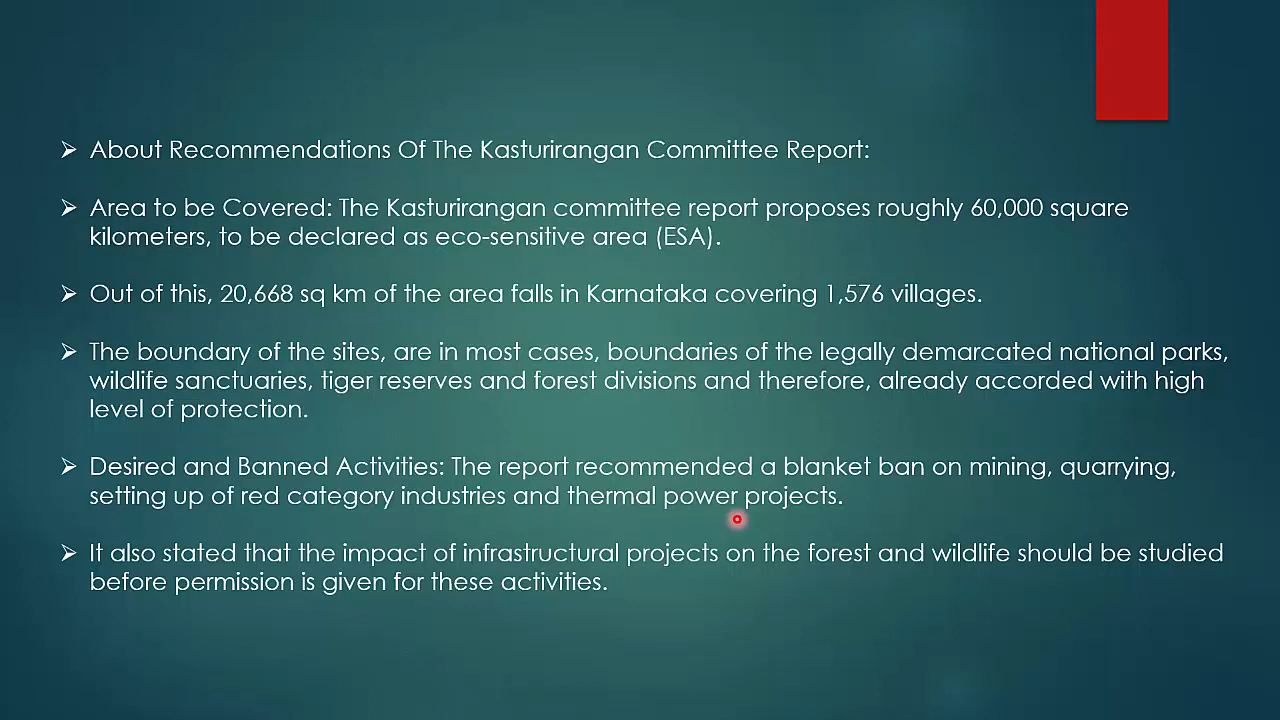 About Recommendations Of The Kasturirangan Committee Report:
Area to be Covered: The Kasturirangan committee report proposes roughly 60,000 square
kilometers, to be declared as eco-sensitive area (ESA).
Out of this, 20,668 sq km of the area falls in Karnataka covering 1,576 villages.
The boundary of the sites, are in most cases, boundaries of the legally demarcated national parks,
wildlife sanctuaries, tiger reserves and forest divisions and therefore, already accorded with high
level of protection.
Desired and Banned Activities: The report recommended a blanket ban on mining, quarrying,
setting up of red category industries and thermal power projects.
It also stated that the impact of infrastructural projects on the forest and wildlife should be studied
before permission is given for these activities.